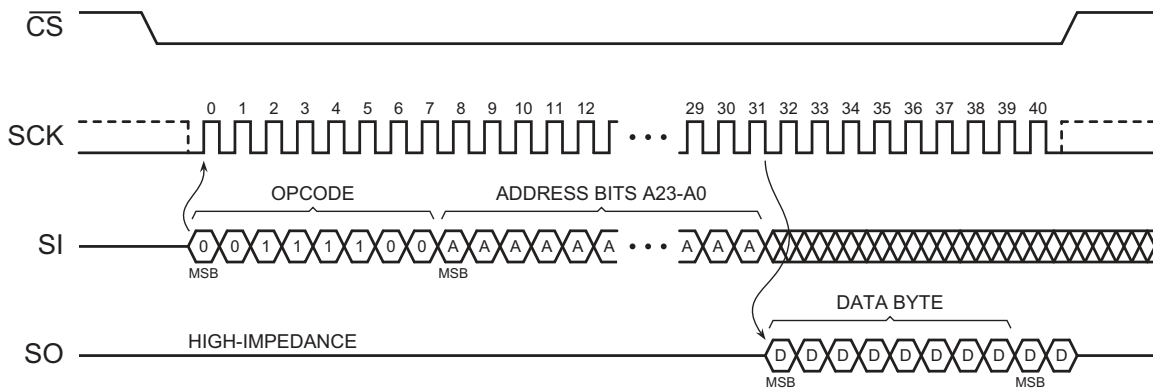 CS
0 1 2 3 4 5 6 7 8 9 10 11 12 29 30 31 32 33 34 35 36 37 38 39 40
SCK
OPCODE ADDRESS BITS A23-A0
SI 0 0 1 1 1 1 0 0 A A A A A A A A A
MSB MSB
DATA BYTE
HIGH-IMPEDANCE
SO D D D D D D D D D D
MSB MSB